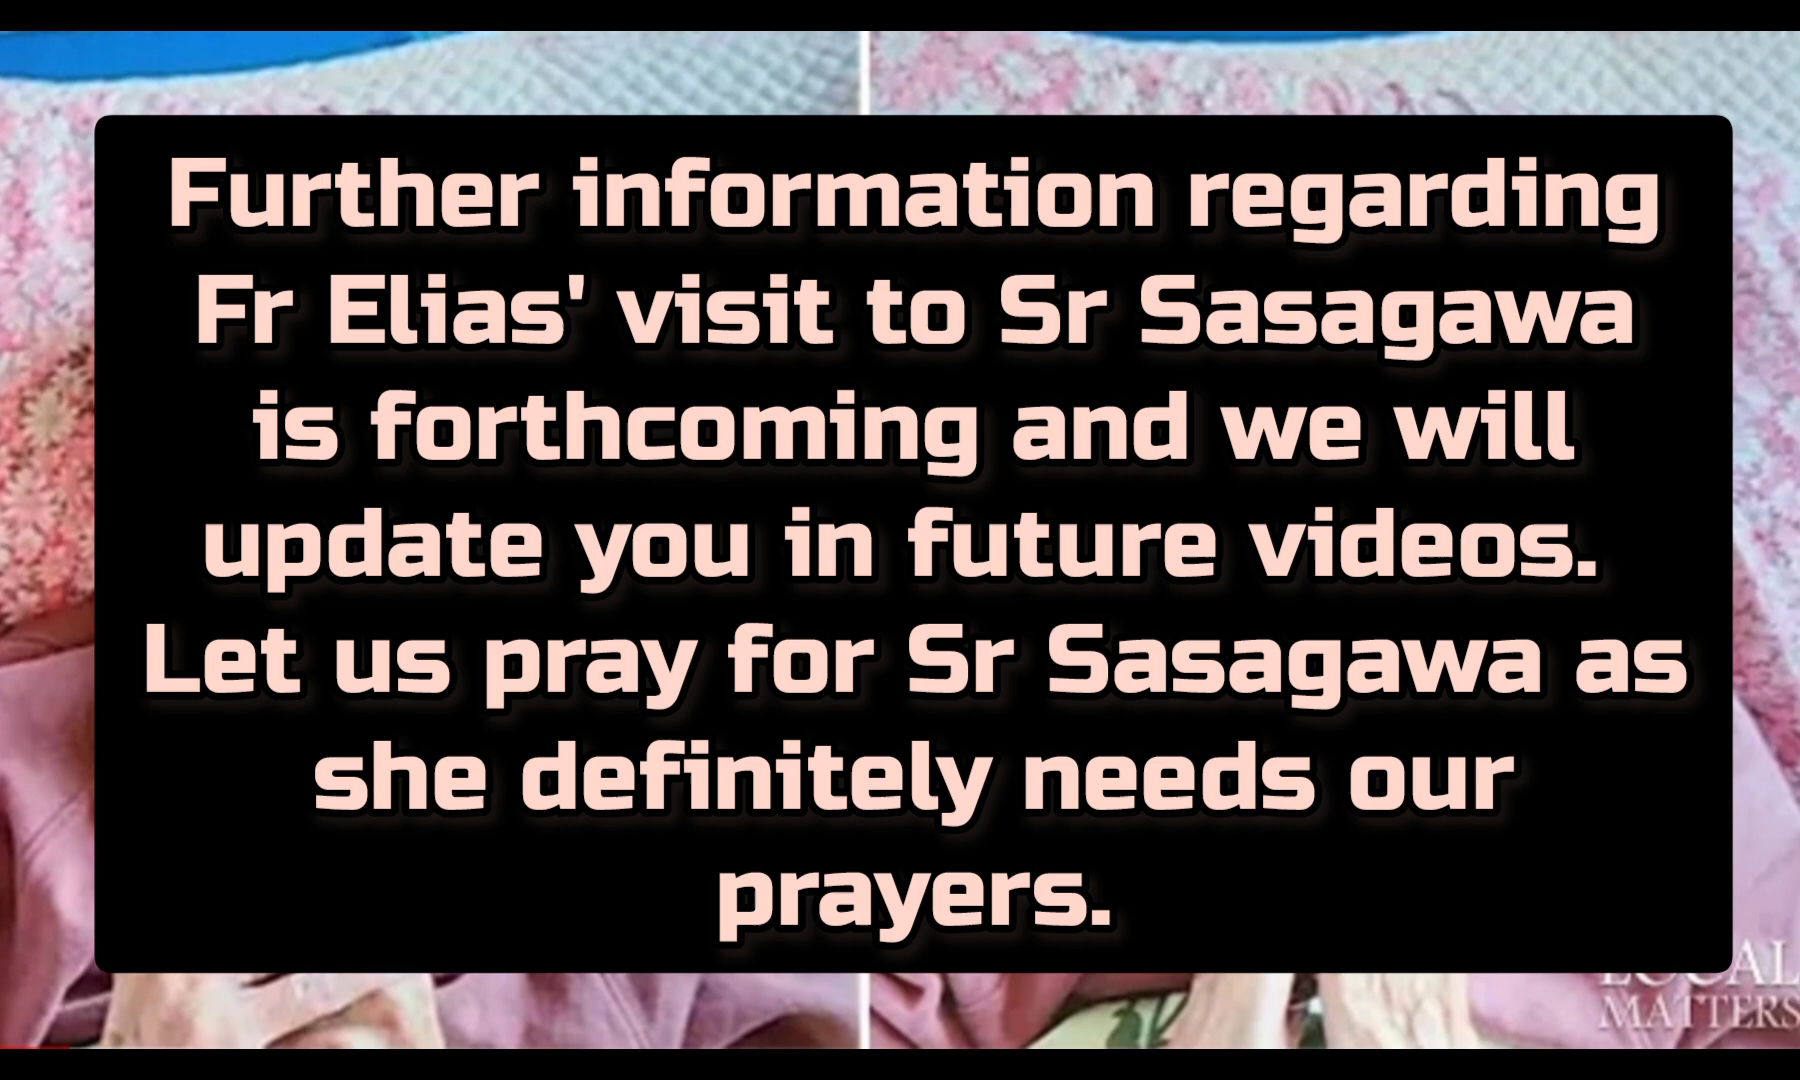 Further information regarding
Fr Elias' visit to Sr Sasagawa
is forthcoming and we will
update you in future videos.
Let us pray for Sr Sasagawa as
she definitely needs our
prayers.
LOCAL
MATTERS